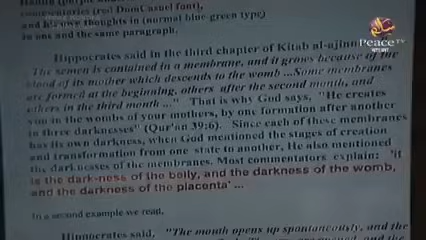 commentaries (red DomCasual font),
and his own thoughts in (normal blue-green type)
in one and the same paragraph.
Peace TV
Hippocrates said in the third chapter of Kitab al-ajinna
The semen is contained in a membrane, and it grows because of the
blood of its mother which descends to the womb ...Some membranes
are formed at the beginning, others after the second month, and
others in the third month ..." That is why God says, "He creates
you in the wombs of your mothers, by one formation after another
in three darknesses" (Qur'an 39:6). Since each of these membranes
has its own darkness, when God mentioned the stages of creation
and transformation from one state to another, He also mentioned
the darknesses of the membranes. Most commentators explain: 'it
is the dark-ness of the belly, and the darkness of the womb,
and the darkness of the placenta' ...
In a second example we read,
Hippocrates said, "The mouth opens up spontaneously, and the